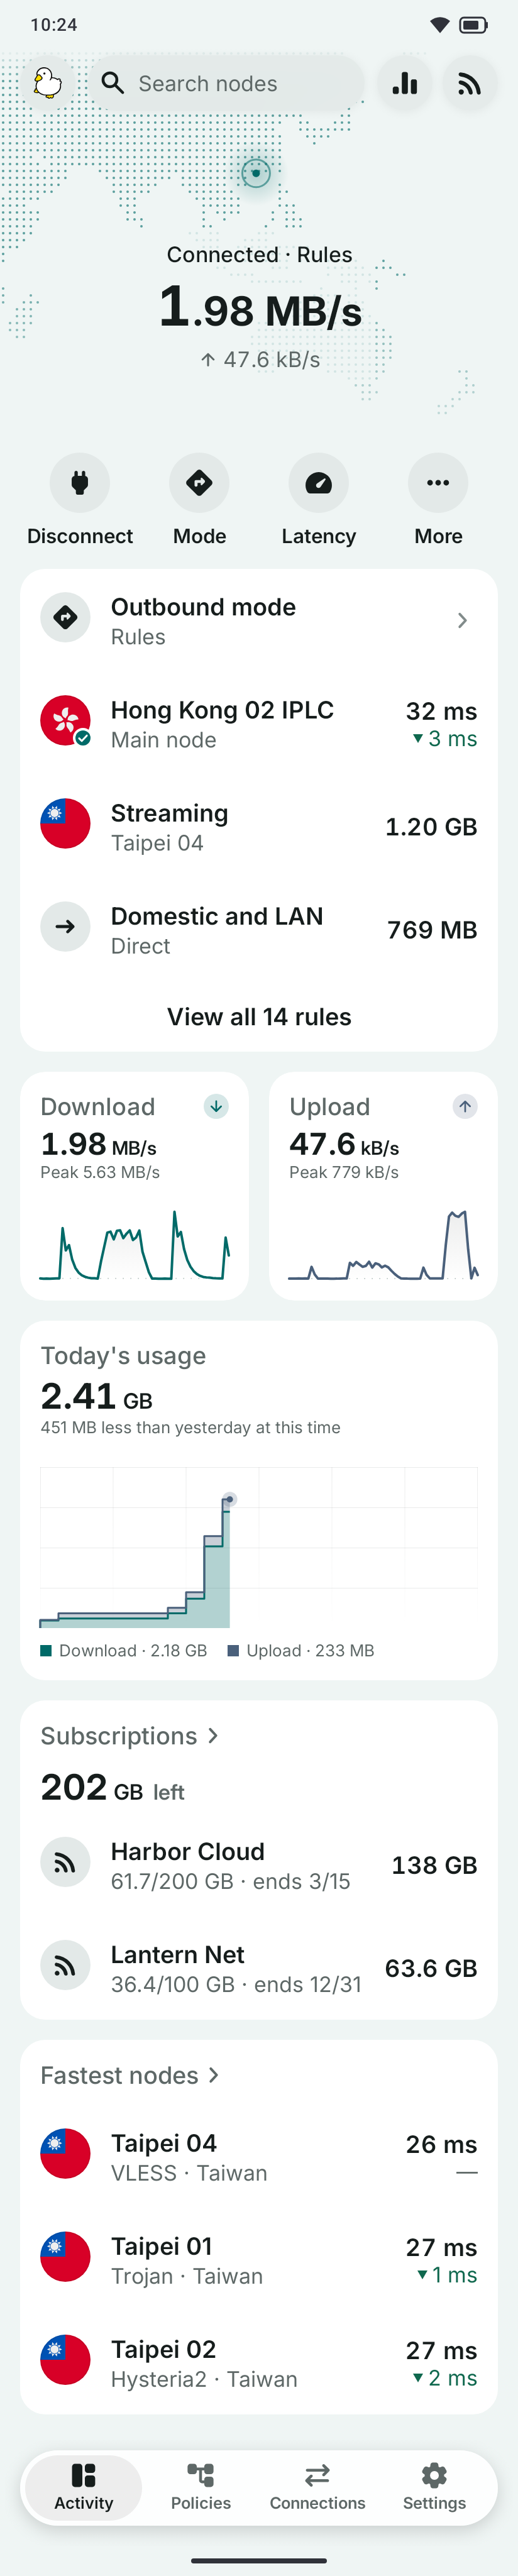 10:24
Search nodes
Connected · Rules
1.98 MB/s
↑ 47.6 kB/s
Disconnect
Mode
Latency
More
Outbound mode
Rules
Hong Kong 02 IPLC
32 ms
Main node
▼3 ms
Streaming
1.20 GB
Taipei 04
Domestic and LAN
769 MB
Direct
View all 14 rules
Download
1.98 MB/s
Peak 5.63 MB/s
Upload
47.6 kB/s
Peak 779 kB/s
Today's usage
2.41 GB
451 MB less than yesterday at this time
Download · 2.18 GB
Upload · 233 MB
Subscriptions
202 GB left
Harbor Cloud
138 GB
61.7/200 GB · ends 3/15
Lantern Net
63.6 GB
36.4/100 GB · ends 12/31
Fastest nodes
Taipei 04
26 ms
VLESS · Taiwan
—
Taipei 01
27 ms
Trojan · Taiwan
▼1 ms
Taipei 02
27 ms
Hysteria2 · Taiwan
▼2 ms
Activity
Policies
Connections
Settings